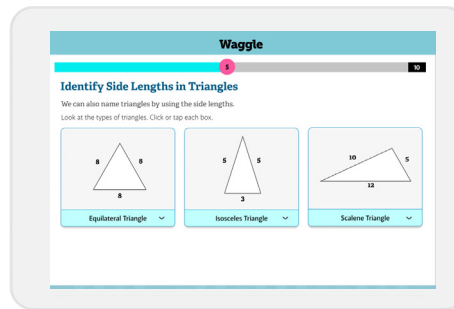 Waggle
5
10
Identify Side Lengths in Triangles
We can also name triangles by using the side lengths.
Look at the types of triangles. Click or tap each box.
8 8
8
Equilateral Triangle
5 5
3
Isosceles Triangle
10 5
12
Scalene Triangle